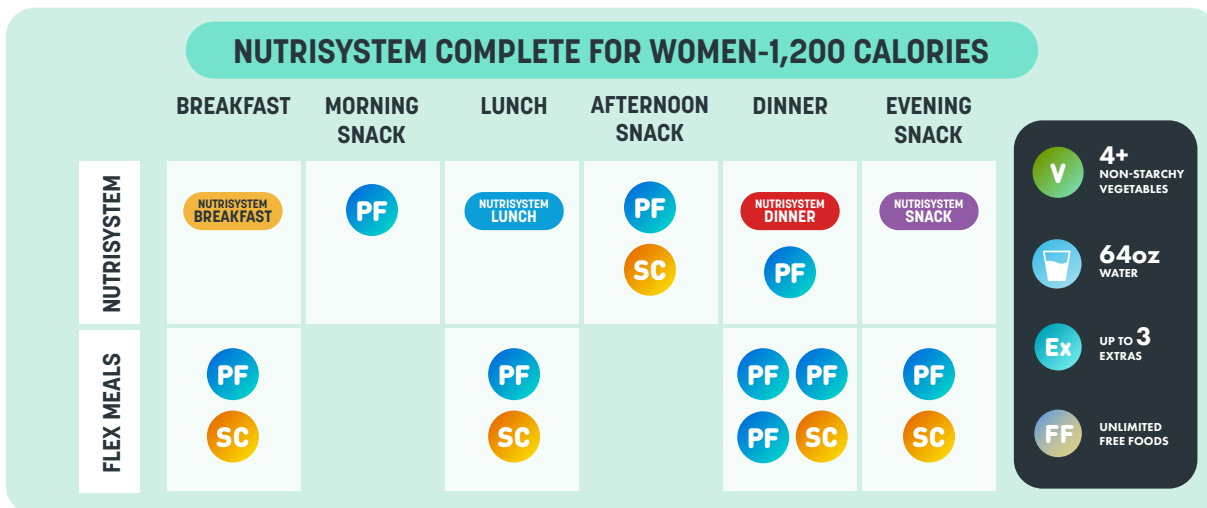 NUTRISYSTEM COMPLETE FOR WOMEN-1,200 CALORIES
BREAKFAST
MORNING
SNACK
LUNCH
AFTERNOON
SNACK
DINNER
EVENING
SNACK
NUTRISYSTEM
NUTRISYSTEM
BREAKFAST
PF
NUTRISYSTEM
LUNCH
PF
SC
NUTRISYSTEM
DINNER
PF
NUTRISYSTEM
SNACK
FLEX MEALS
PF
SC
PF
SC
PF PF
PF SC
PF
SC
V
4+
NON-STARCHY
VEGETABLES
64oz
WATER
Ex
UP TO 3
EXTRAS
FF
UNLIMITED
FREE FOODS